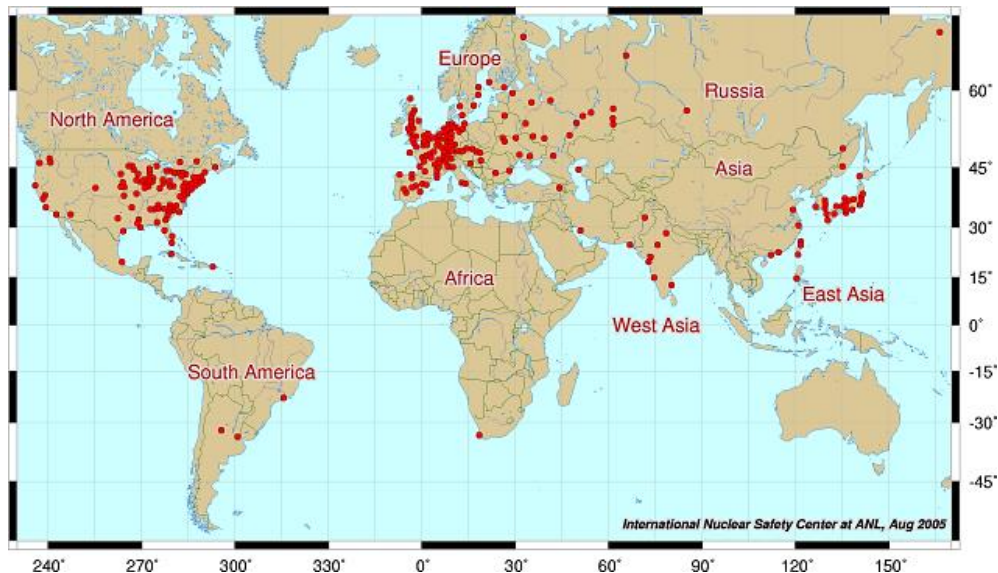 Europe
60°
Russia
North America
45°
Asia
30°
Africa
15°
East Asia
0°
West Asia
South America
-15°
-30°
-45°
International Nuclear Safety Center at ANL, Aug 2005
240° 270° 300° 330° 0° 30° 60° 90° 120° 150°